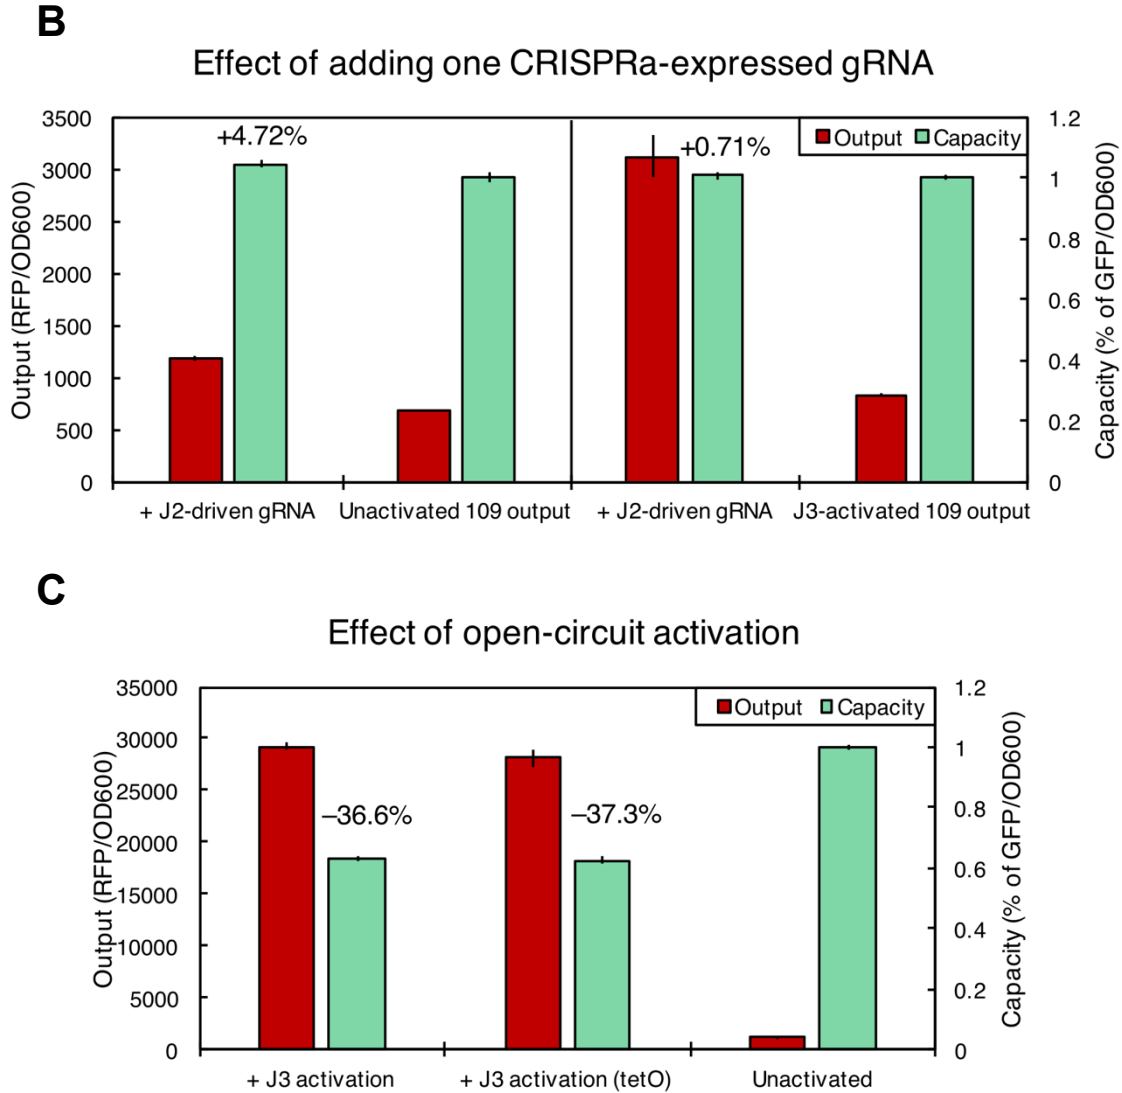 B
Effect of adding one CRISPRa-expressed gRNA
Output (RFP/OD600)
3500
3000
2500
2000
1500
1000
500
0
+4.72%
+0.71%
Output Capacity
1.2
1
0.8
0.6
0.4
0.2
0
Capacity (% of GFP/OD600)
+ J2-driven gRNA Unactivated 109 output + J2-driven gRNA J3-activated 109 output
C
Effect of open-circuit activation
Output (RFP/OD600)
35000
30000
25000
20000
15000
10000
5000
0
–36.6%
–37.3%
Output Capacity
1.2
1
0.8
0.6
0.4
0.2
0
Capacity (% of GFP/OD600)
+ J3 activation + J3 activation (tetO) Unactivated